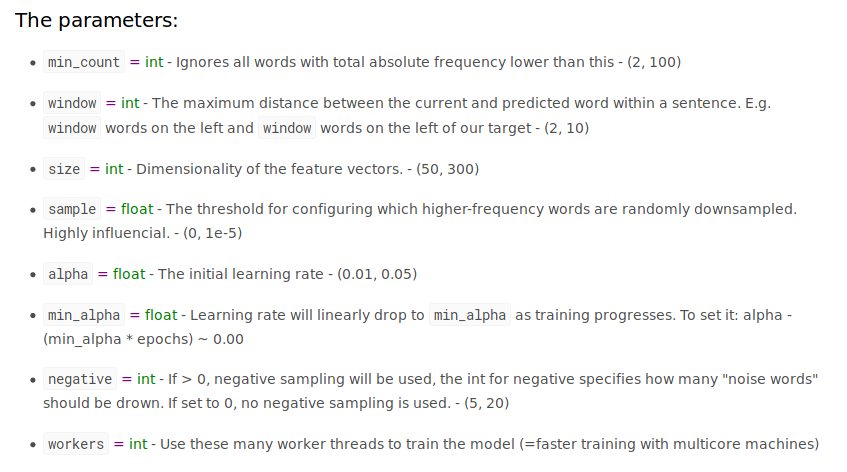 The parameters:
• min_count = int - Ignores all words with total absolute frequency lower than this - (2, 100)
• window = int - The maximum distance between the current and predicted word within a sentence. E.g.
window words on the left and window words on the left of our target - (2, 10)
• size = int - Dimensionality of the feature vectors. - (50, 300)
• sample = float - The threshold for configuring which higher-frequency words are randomly downsampled.
Highly influencial. - (0, 1e-5)
• alpha = float - The initial learning rate - (0.01, 0.05)
• min_alpha = float - Learning rate will linearly drop to min_alpha as training progresses. To set it: alpha -
(min_alpha * epochs) ~ 0.00
• negative = int - If > 0, negative sampling will be used, the int for negative specifies how many "noise words"
should be drown. If set to 0, no negative sampling is used. - (5, 20)
• workers = int - Use these many worker threads to train the model (=faster training with multicore machines)